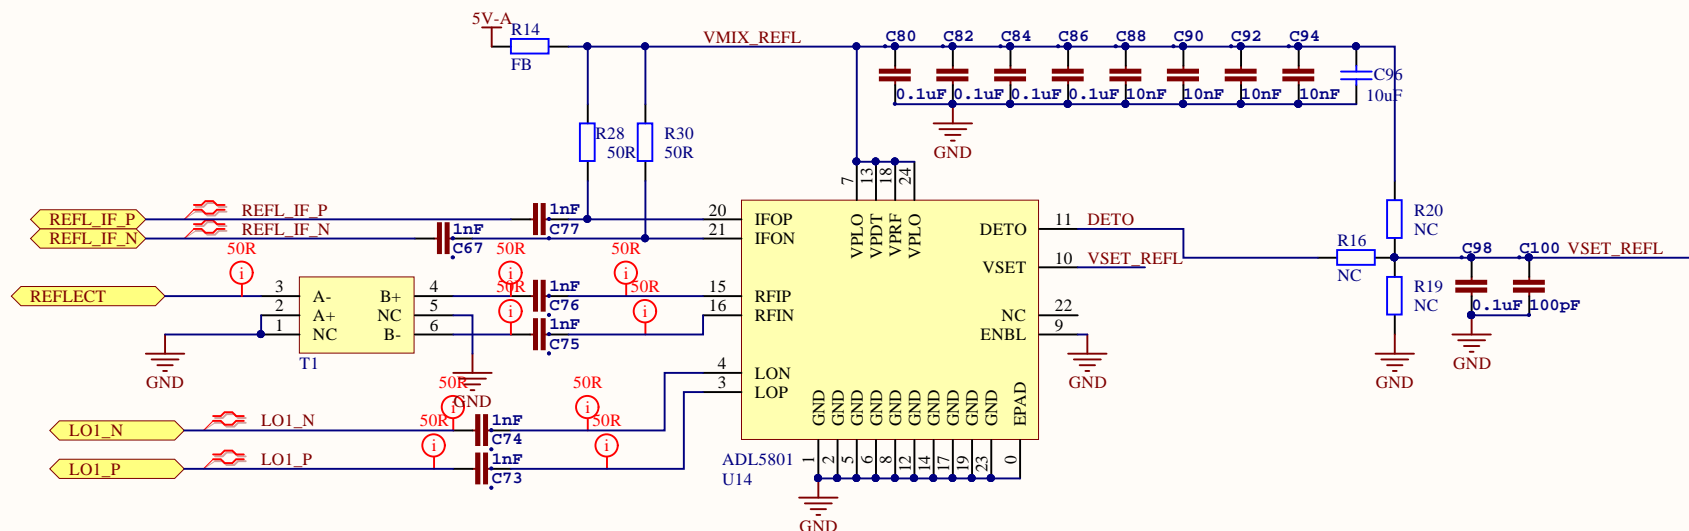 5V-A
R14
FB
VMIX_REFL
C80 C82 C84 C86 C88 C90 C92 C94
C96
0.1uF 0.1uF 0.1uF 0.1uF 10nF 10nF 10nF 10nF 10uF
GND
R28
50R
R30
50R
7 13 18 24
VPLO VPDT VPRF VPLO
REFL_IF_P REFL_IF_P 1nF C77 20 IFOP
REFL_IF_N REFL_IF_N 1nF C67 21 IFON
DETO 11 DETO
VSET 10 VSET_REFL
R16
NC
R20
NC
R19
NC
C98 C100 VSET_REFL
0.1uF 100pF
GND
GND
50R 50R 50R
i i i
REFLECT 3 A- B+ 4 1nF C76 15 RFIP
50R
i i
2 A+ NC 5 16 RFIN
1 NC B- 6 1nF C75
T1
GND
GND
NC 22
ENBL 9
GND
4 LON
3 LOP
50R 50R
i i
LO1_N LO1_N 1nF C74
50R 50R
i i
LO1_P LO1_P 1nF C73
GND GND GND GND GND GND GND GND GND GND EPAD
1 2 5 6 8 12 14 17 19 23 0
ADL5801
U14
GND